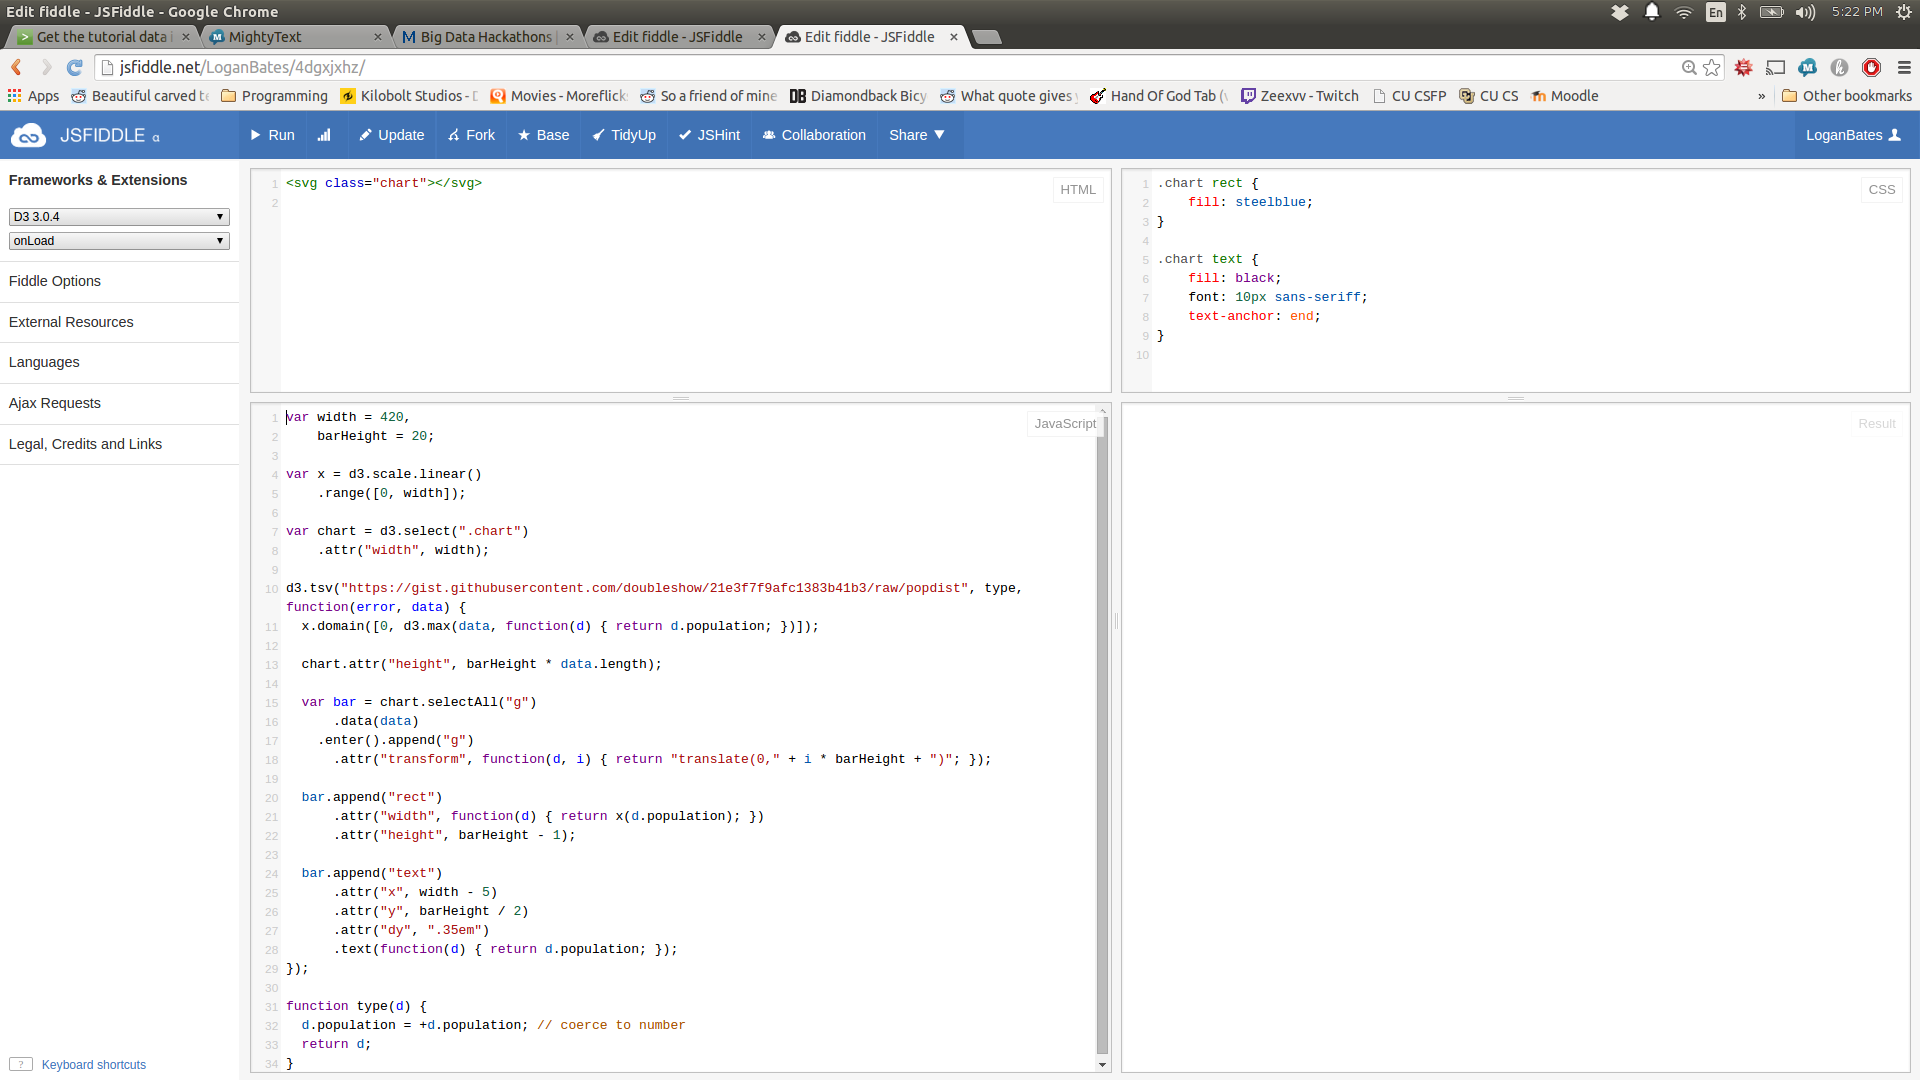 Edit fiddle - JSFiddle - Google Chrome
En
5:22 PM
Get the tutorial data i
MightyText
Big Data Hackathons |
Edit fiddle - JSFiddle
Edit fiddle - JSFiddle
jsfiddle.net/LoganBates/4dgxjxhz/
Apps
Beautiful carved te
Programming
Kilobolt Studios - D
Movies - Moreflick
So a friend of mine
DB Diamondback Bicy
What quote gives y
Hand Of God Tab (v
Zeexvv - Twitch
CU CSFP
CU CS
Moodle
»
Other bookmarks
JSFIDDLE α
Run
Update
Fork
Base
TidyUp
JSHint
Collaboration
Share
LoganBates
Frameworks & Extensions
D3 3.0.4
onLoad
Fiddle Options
External Resources
Languages
Ajax Requests
Legal, Credits and Links
? Keyboard shortcuts
HTML
1 <svg class="chart"></svg>
2
CSS
1 .chart rect {
2     fill: steelblue;
3 }
4
5 .chart text {
6     fill: black;
7     font: 10px sans-seriff;
8     text-anchor: end;
9 }
10
JavaScript
1 var width = 420,
2     barHeight = 20;
3
4 var x = d3.scale.linear()
5     .range([0, width]);
6
7 var chart = d3.select(".chart")
8     .attr("width", width);
9
10 d3.tsv("https://gist.githubusercontent.com/doubleshow/21e3f7f9afc1383b41b3/raw/popdist", type,
function(error, data) {
11   x.domain([0, d3.max(data, function(d) { return d.population; })]);
12
13   chart.attr("height", barHeight * data.length);
14
15   var bar = chart.selectAll("g")
16       .data(data)
17     .enter().append("g")
18       .attr("transform", function(d, i) { return "translate(0," + i * barHeight + ")"; });
19
20   bar.append("rect")
21       .attr("width", function(d) { return x(d.population); })
22       .attr("height", barHeight - 1);
23
24   bar.append("text")
25       .attr("x", width - 5)
26       .attr("y", barHeight / 2)
27       .attr("dy", ".35em")
28       .text(function(d) { return d.population; });
29 });
30
31 function type(d) {
32   d.population = +d.population; // coerce to number
33   return d;
34 }
Result